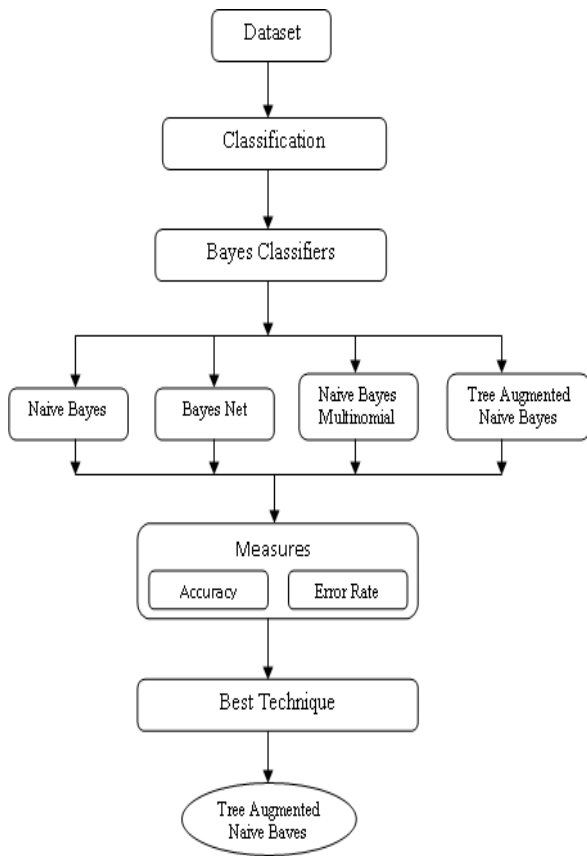 Dataset
Classification
Bayes Classifiers
Naive Bayes
Bayes Net
Naive Bayes
Multinomial
Tree Augmented
Naive Bayes
Measures
Accuracy
Error Rate
Best Technique
Tree Augmented
Naive Bayes